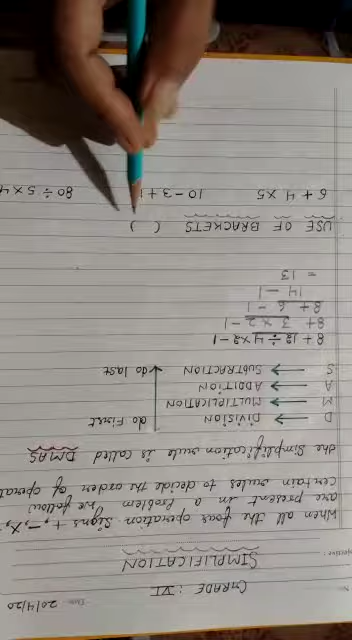 Date: 20/4/20
GRADE : VI
SIMPLIFICATION
When all the four operation signs +, -, x,
are present in a problem we follow
certain rules to decide the order of operat
the simplification rule is called DMAS
D → DIVISION do First
M → MULTIPLICATION
A → ADDITION
S → SUBTRACTION do last
8 + 12 ÷ 4 × 2 - 1
8 + 3 × 2 - 1
8 + 6 - 1
14 - 1
= 13
USE OF BRACKETS ( )
6 + 4 × 5 10 - 3 + 1 80 ÷ 5 × 4